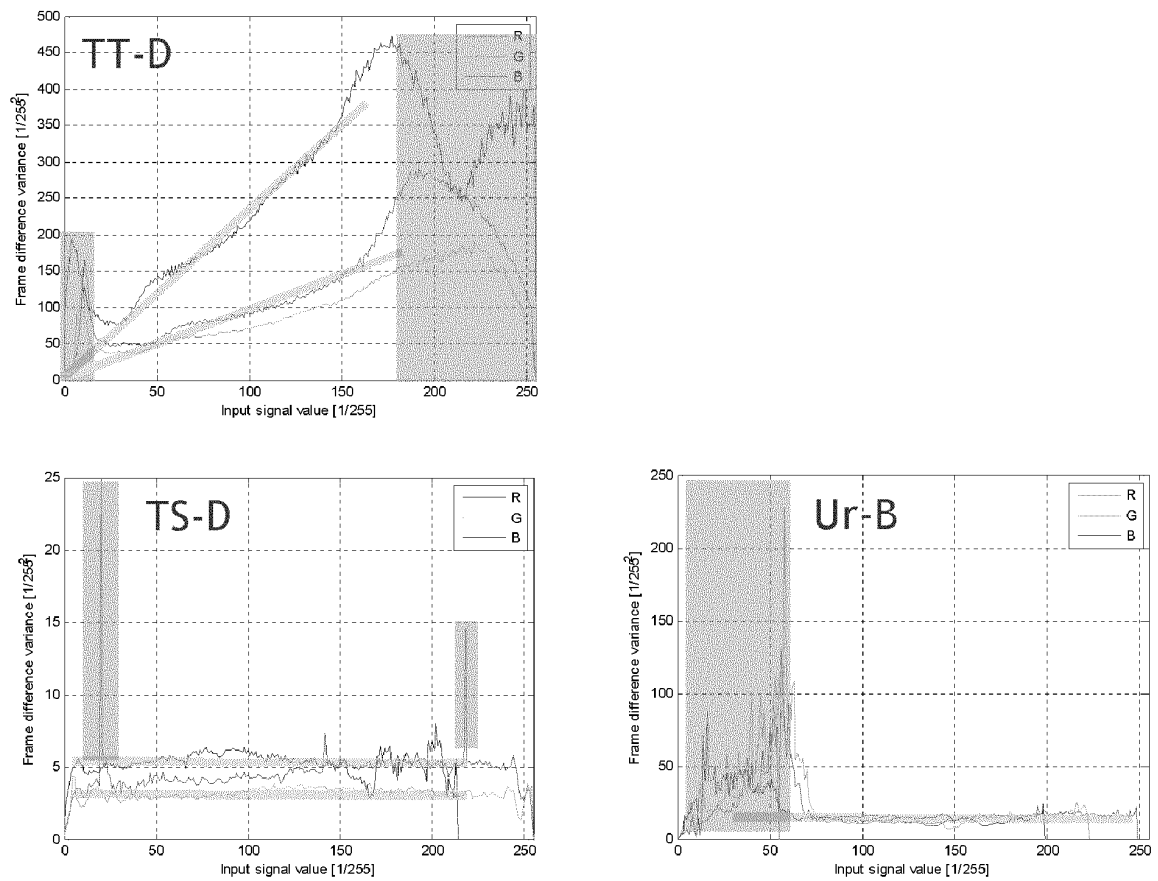 TT-D
R
G
B
500
450
400
350
300
250
200
150
100
50
0
Frame difference variance [1/255²]
0 50 100 150 200 250
Input signal value [1/255]
TS-D
R
G
B
25
20
15
10
5
0
Frame difference variance [1/255²]
0 50 100 150 200 250
Input signal value [1/255]
Ur-B
R
G
B
250
200
150
100
50
0
Frame difference variance [1/255²]
0 50 100 150 200 250
Input signal value [1/255]